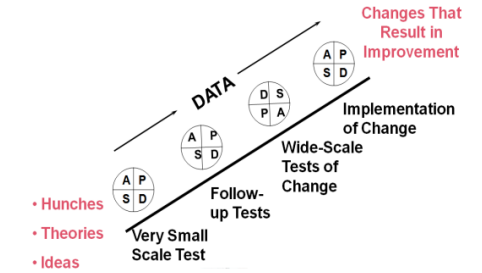 Changes That
Result in
Improvement
A P
S D
DATA
D S
P A
Implementation
of Change
A P
S D
Wide-Scale
Tests of
Change
A P
S D
Follow-
up Tests
• Hunches
• Theories
• Ideas
Very Small
Scale Test